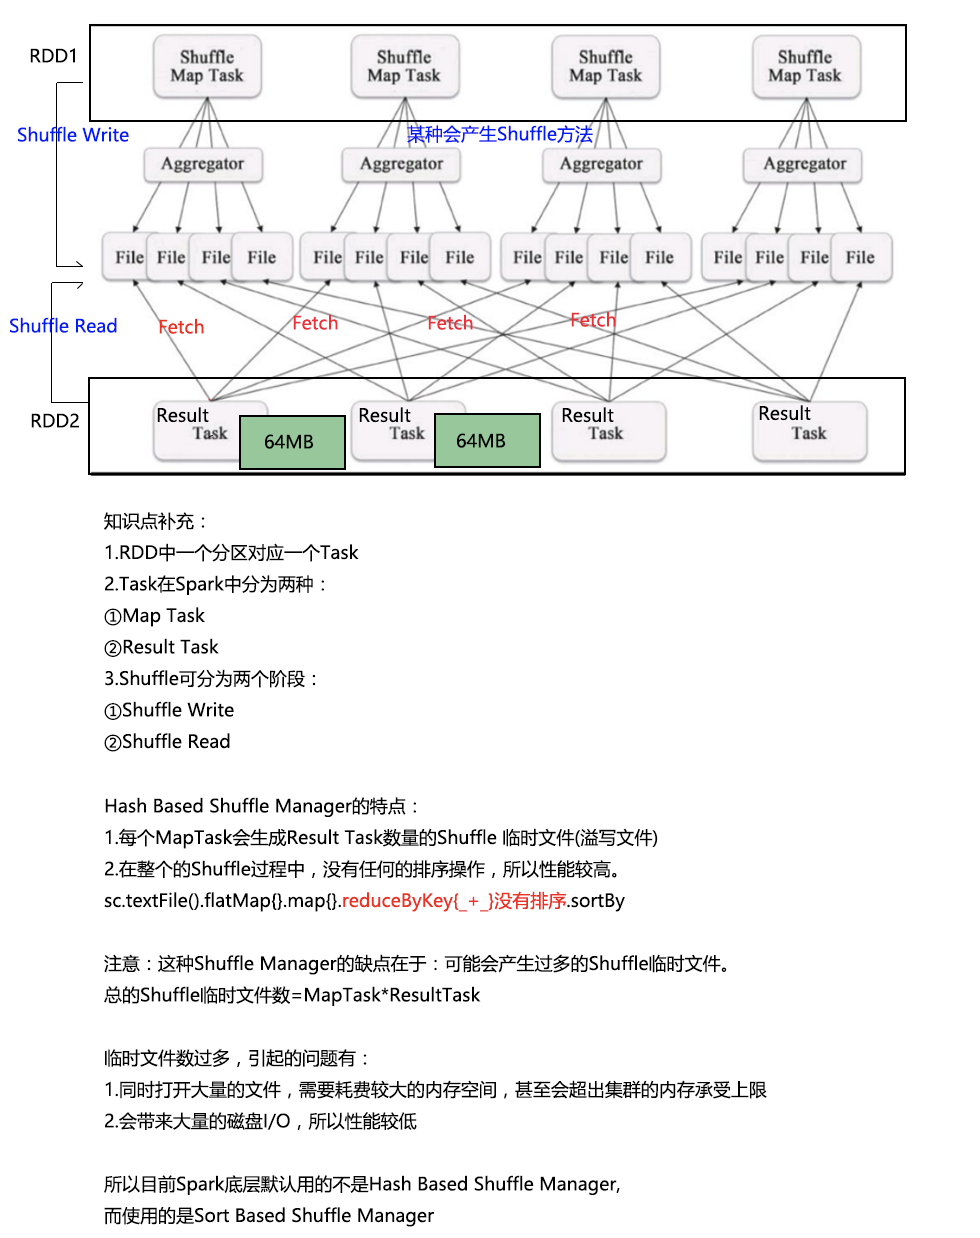 RDD1
Shuffle Map Task
Shuffle Map Task
Shuffle Map Task
Shuffle Map Task
Shuffle Write
某种会产生Shuffle方法
Aggregator
Aggregator
Aggregator
Aggregator
File File File File
File File File File
File File File File
File File File File
Shuffle Read
Fetch
Fetch
Fetch
Fetch
RDD2
Result Task
64MB
Result Task
64MB
Result Task
Result Task
知识点补充：
1.RDD中一个分区对应一个Task
2.Task在Spark中分为两种：
①Map Task
②Result Task
3.Shuffle可分为两个阶段：
①Shuffle Write
②Shuffle Read
Hash Based Shuffle Manager的特点：
1.每个MapTask会生成Result Task数量的Shuffle 临时文件(溢写文件)
2.在整个的Shuffle过程中，没有任何的排序操作，所以性能较高。
sc.textFile().flatMap{}.map{}.reduceByKey{_+_}没有排序.sortBy
注意：这种Shuffle Manager的缺点在于：可能会产生过多的Shuffle临时文件。
总的Shuffle临时文件数=MapTask*ResultTask
临时文件数过多，引起的问题有：
1.同时打开大量的文件，需要耗费较大的内存空间，甚至会超出集群的内存承受上限
2.会带来大量的磁盘I/O，所以性能较低
所以目前Spark底层默认用的不是Hash Based Shuffle Manager,
而使用的是Sort Based Shuffle Manager